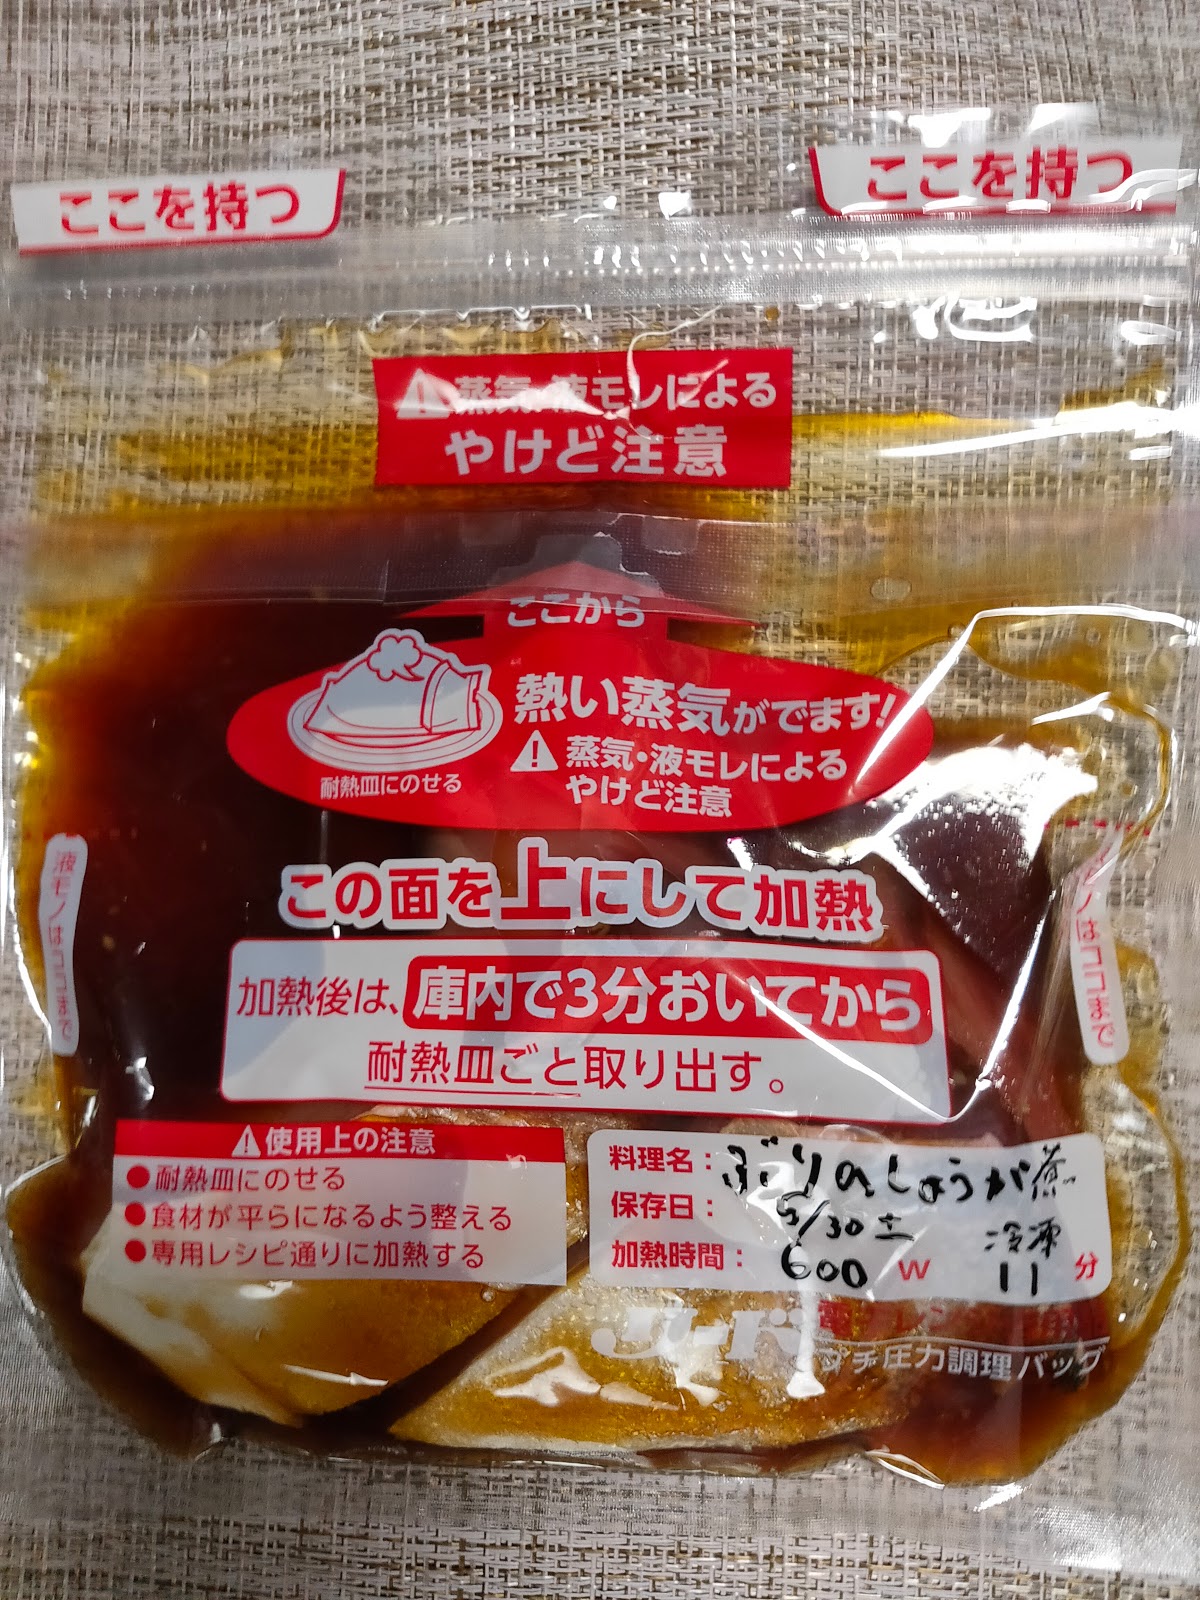 ここを持つ
ここを持つ
蒸気・液モレによる
やけど注意
ここから
熱い蒸気がでます!
蒸気・液モレによる
やけど注意
耐熱皿にのせる
液モノはココまで
液モノはココまで
この面を上にして加熱
加熱後は、庫内で3分おいてから
耐熱皿ごと取り出す。
使用上の注意
●耐熱皿にのせる
●食材が平らになるよう整える
●専用レシピ通りに加熱する
料理名:ぶりのしょうが煮
保存日:5/30土
冷凍
加熱時間:600 W 11 分
プチ圧力調理バッグ